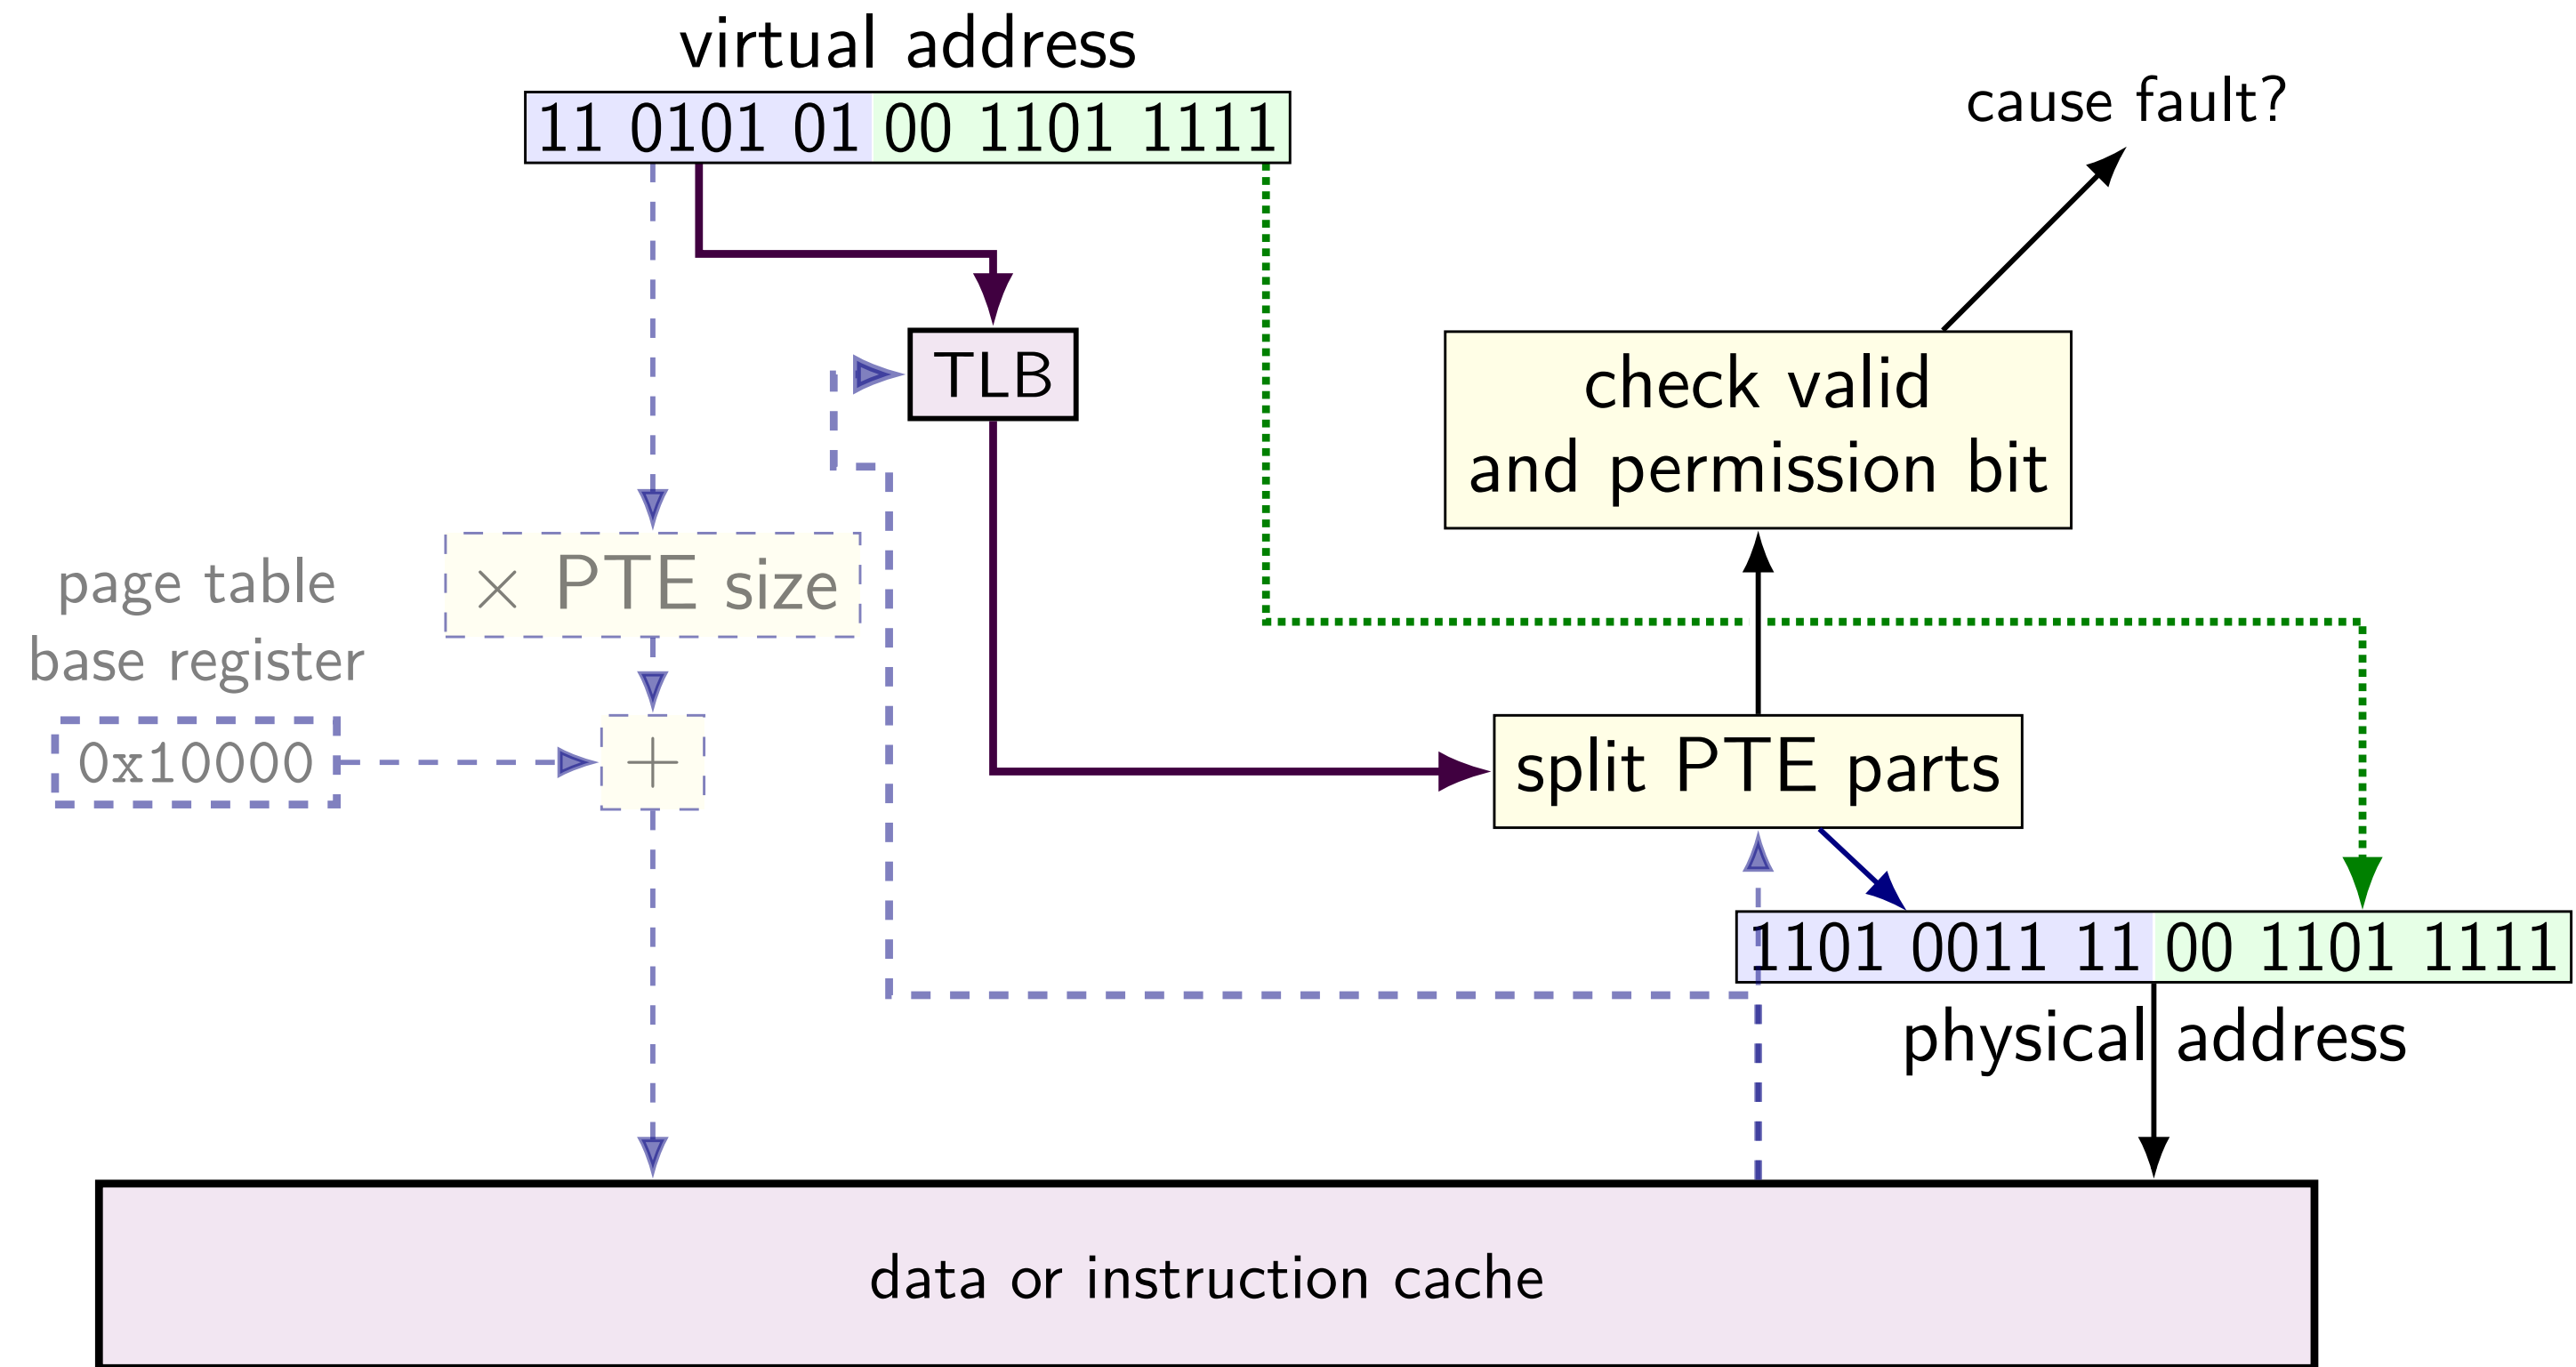 virtual address
11 0101 01 00 1101 1111
cause fault?
TLB
check valid
and permission bit
× PTE size
page table
base register
0x10000
+
split PTE parts
1101 0011 11 00 1101 1111
physical address
data or instruction cache